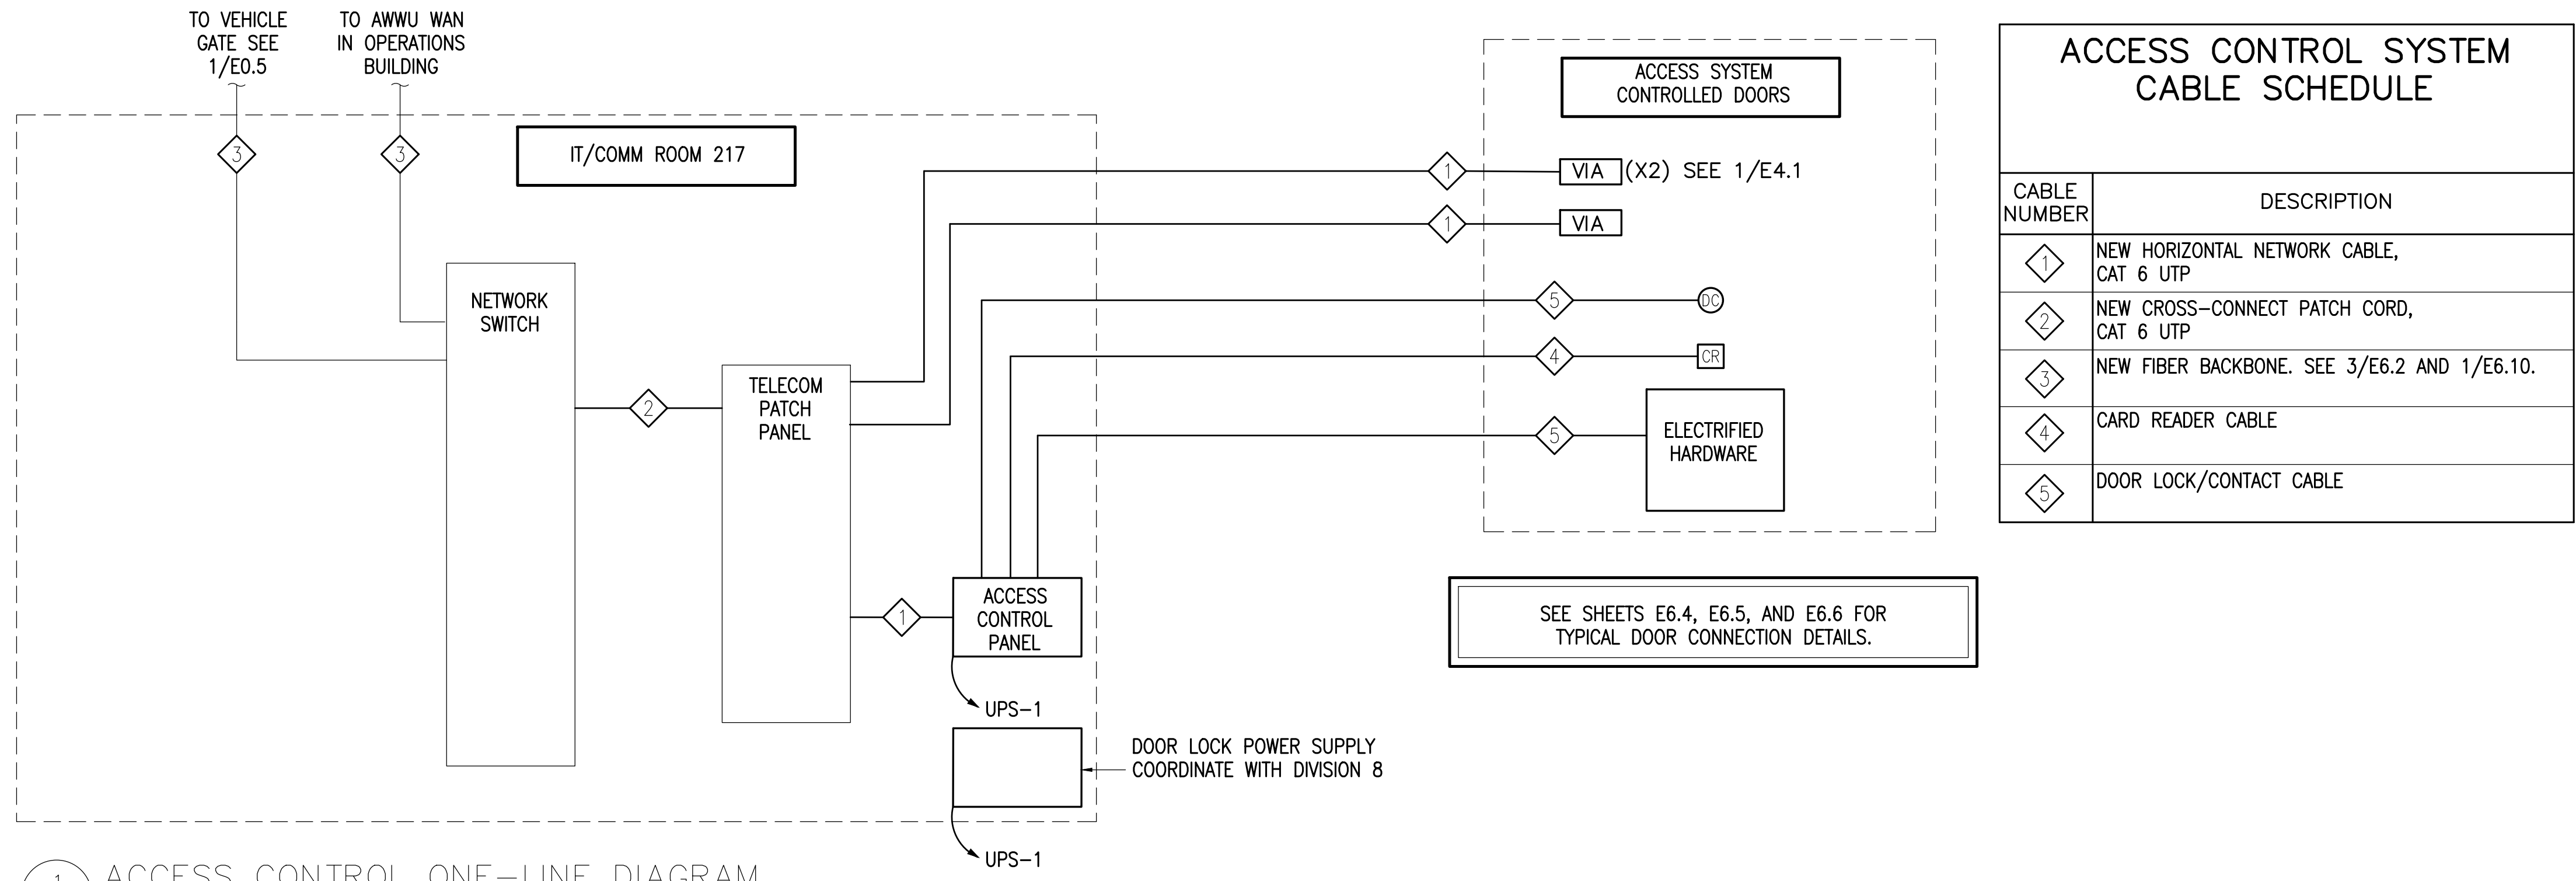 TO VEHICLE
GATE SEE
1/E0.5
TO AWWU WAN
IN OPERATIONS
BUILDING
3
3
IT/COMM ROOM 217
NETWORK
SWITCH
2
TELECOM
PATCH
PANEL
1
ACCESS
CONTROL
PANEL
UPS-1
DOOR LOCK POWER SUPPLY
COORDINATE WITH DIVISION 8
UPS-1
ACCESS SYSTEM
CONTROLLED DOORS
1
VIA (X2) SEE 1/E4.1
1
VIA
5
DC
4
CR
5
ELECTRIFIED
HARDWARE
SEE SHEETS E6.4, E6.5, AND E6.6 FOR
TYPICAL DOOR CONNECTION DETAILS.
ACCESS CONTROL SYSTEM
CABLE SCHEDULE
CABLE
NUMBER
DESCRIPTION
1
NEW HORIZONTAL NETWORK CABLE,
CAT 6 UTP
2
NEW CROSS-CONNECT PATCH CORD,
CAT 6 UTP
3
NEW FIBER BACKBONE. SEE 3/E6.2 AND 1/E6.10.
4
CARD READER CABLE
5
DOOR LOCK/CONTACT CABLE
1
ACCESS CONTROL ONE-LINE DIAGRAM